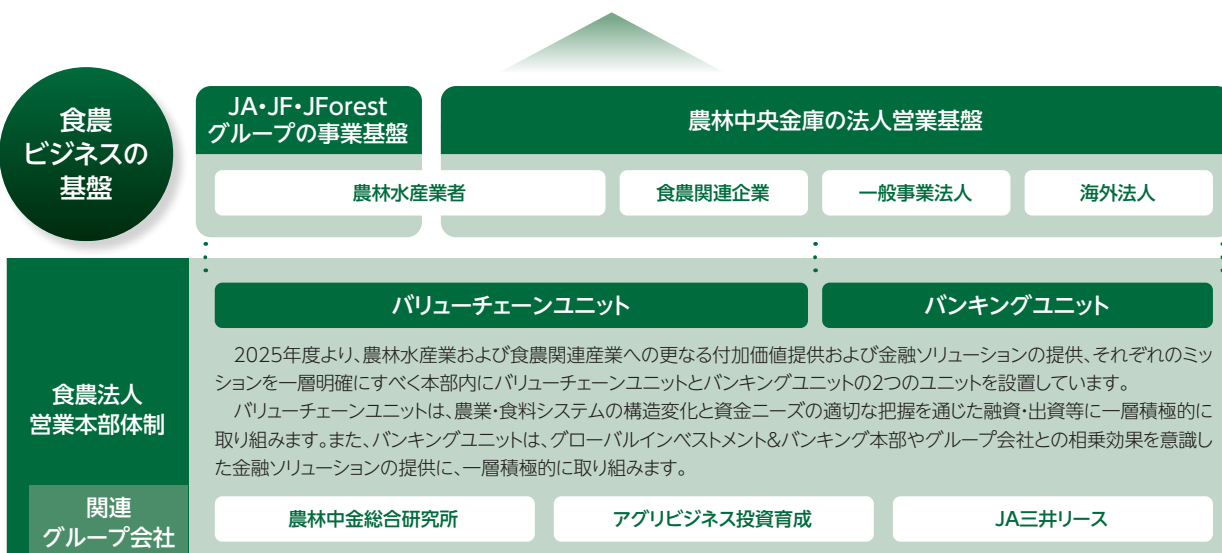 食農
ビジネスの
基盤
JA・JF・JForest
グループの事業基盤
農林中央金庫の法人営業基盤
農林水産業者
食農関連企業
一般事業法人
海外法人
食農法人
営業本部体制
バリューチェーンユニット
バンキングユニット
2025年度より、農林水産業および食農関連産業への更なる付加価値提供および金融ソリューションの提供、それぞれのミッ
ションを一層明確にすべく本部内にバリューチェーンユニットとバンキングユニットの2つのユニットを設置しています。
バリューチェーンユニットは、農業・食料システムの構造変化と資金ニーズの適切な把握を通じた融資・出資等に一層積極的に
取り組みます。また、バンキングユニットは、グローバルインベストメント&バンキング本部やグループ会社との相乗効果を意識し
た金融ソリューションの提供に、一層積極的に取り組みます。
関連
グループ会社
農林中金総合研究所
アグリビジネス投資育成
JA三井リース